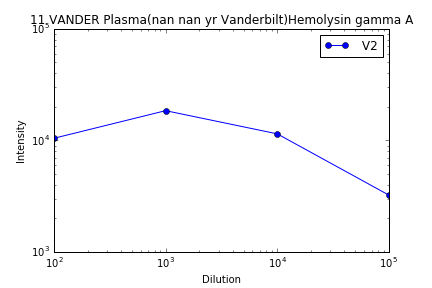 11.VANDER Plasma(nan nan yr Vanderbilt)Hemolysin gamma A
10^5
V2
Intensity
10^4
10^3
10^2
10^3
10^4
10^5
Dilution